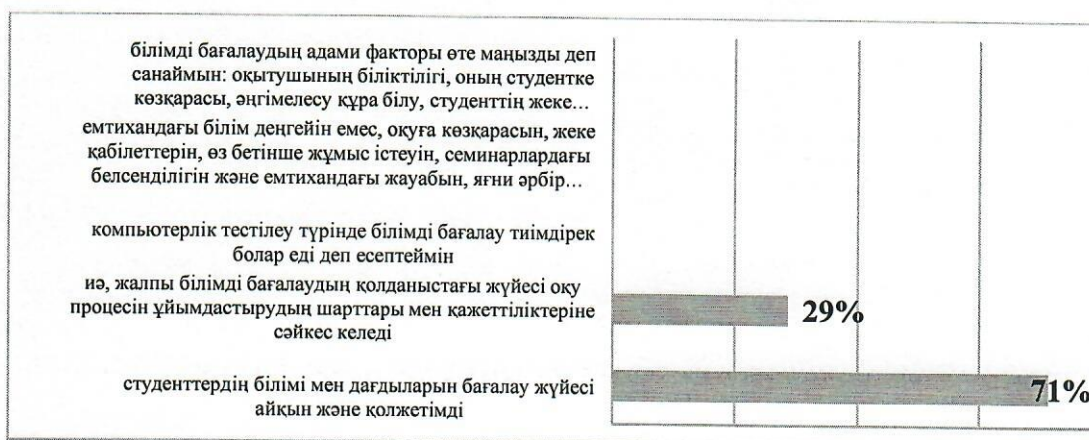 білімді бағалаудың адами факторы өте маңызды деп
санаймын: оқытушының біліктілігі, оның студентке
көзқарасы, әңгімелесу құра білу, студенттің жеке...
емтихандағы білім деңгейін емес, оқуға көзқарасын, жеке
қабілеттерін, өз бетінше жұмыс істеуін, семинарлардағы
белсенділігін және емтихандағы жауабын, яғни әрбір...
компьютерлік тестілеу түрінде білімді бағалау тиімдірек
болар еді деп есептеймін
иә, жалпы білімді бағалаудың қолданыстағы жүйесі оқу
процесін ұйымдастырудың шарттары мен қажеттіліктеріне
сәйкес келеді
29%
студенттердің білімі мен дағдыларын бағалау жүйесі
айқын және қолжетімді
71%